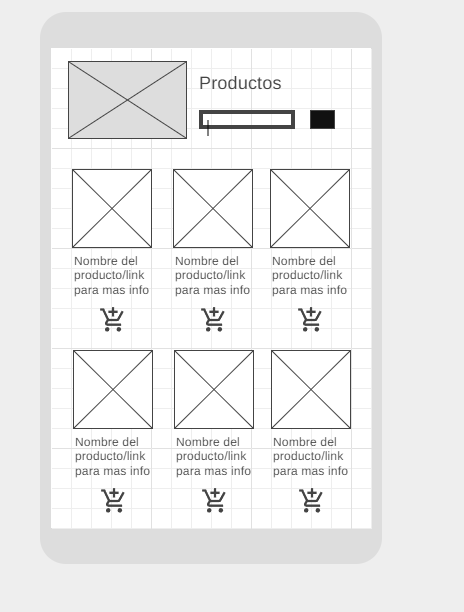 Productos
Nombre del
producto/link
para mas info
Nombre del
producto/link
para mas info
Nombre del
producto/link
para mas info
Nombre del
producto/link
para mas info
Nombre del
producto/link
para mas info
Nombre del
producto/link
para mas info